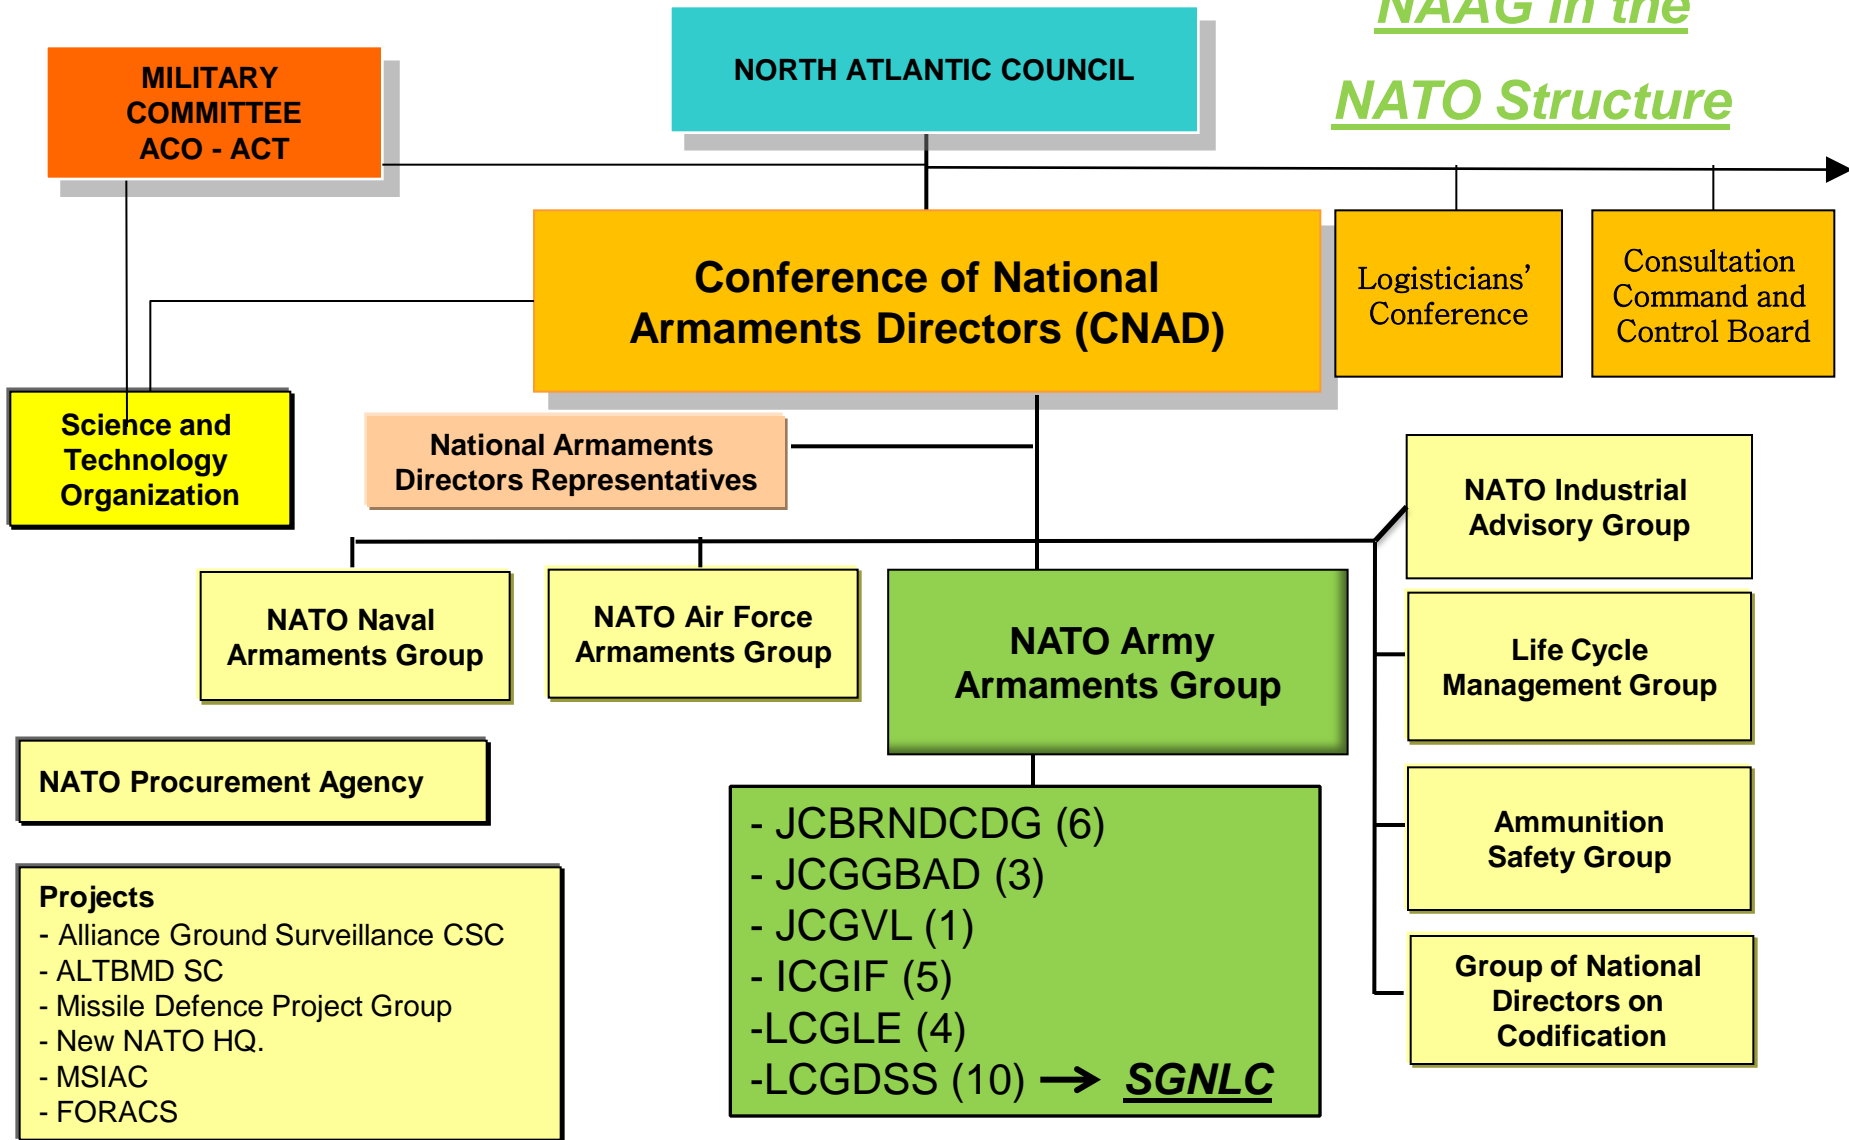 NAAG in the
NATO Structure
MILITARY
COMMITTEE
ACO - ACT
NORTH ATLANTIC COUNCIL
Conference of National
Armaments Directors (CNAD)
Logisticians’
Conference
Consultation
Command and
Control Board
Science and
Technology
Organization
National Armaments
Directors Representatives
NATO Industrial
Advisory Group
NATO Naval
Armaments Group
NATO Air Force
Armaments Group
NATO Army
Armaments Group
Life Cycle
Management Group
NATO Procurement Agency
Ammunition
Safety Group
Projects
- Alliance Ground Surveillance CSC
- ALTBMD SC
- Missile Defence Project Group
- New NATO HQ.
- MSIAC
- FORACS
- JCBRNDCDG (6)
- JCGGBAD (3)
- JCGVL (1)
- ICGIF (5)
-LCGLE (4)
-LCGDSS (10) → SGNLC
Group of National
Directors on
Codification